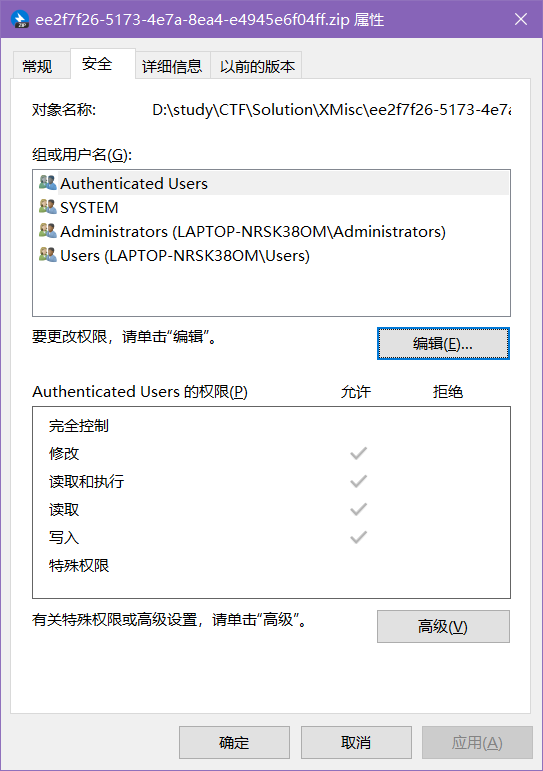 ee2f7f26-5173-4e7a-8ea4-e4945e6f04ff.zip 属性
常规 安全 详细信息 以前的版本
对象名称: D:\study\CTF\Solution\XMisc\ee2f7f26-5173-4e7a
组或用户名(G):
Authenticated Users
SYSTEM
Administrators (LAPTOP-NRSK38OM\Administrators)
Users (LAPTOP-NRSK38OM\Users)
要更改权限，请单击“编辑”。
编辑(E)...
Authenticated Users 的权限(P) 允许 拒绝
完全控制
修改
读取和执行
读取
写入
特殊权限
有关特殊权限或高级设置，请单击“高级”。
高级(V)
确定 取消 应用(A)